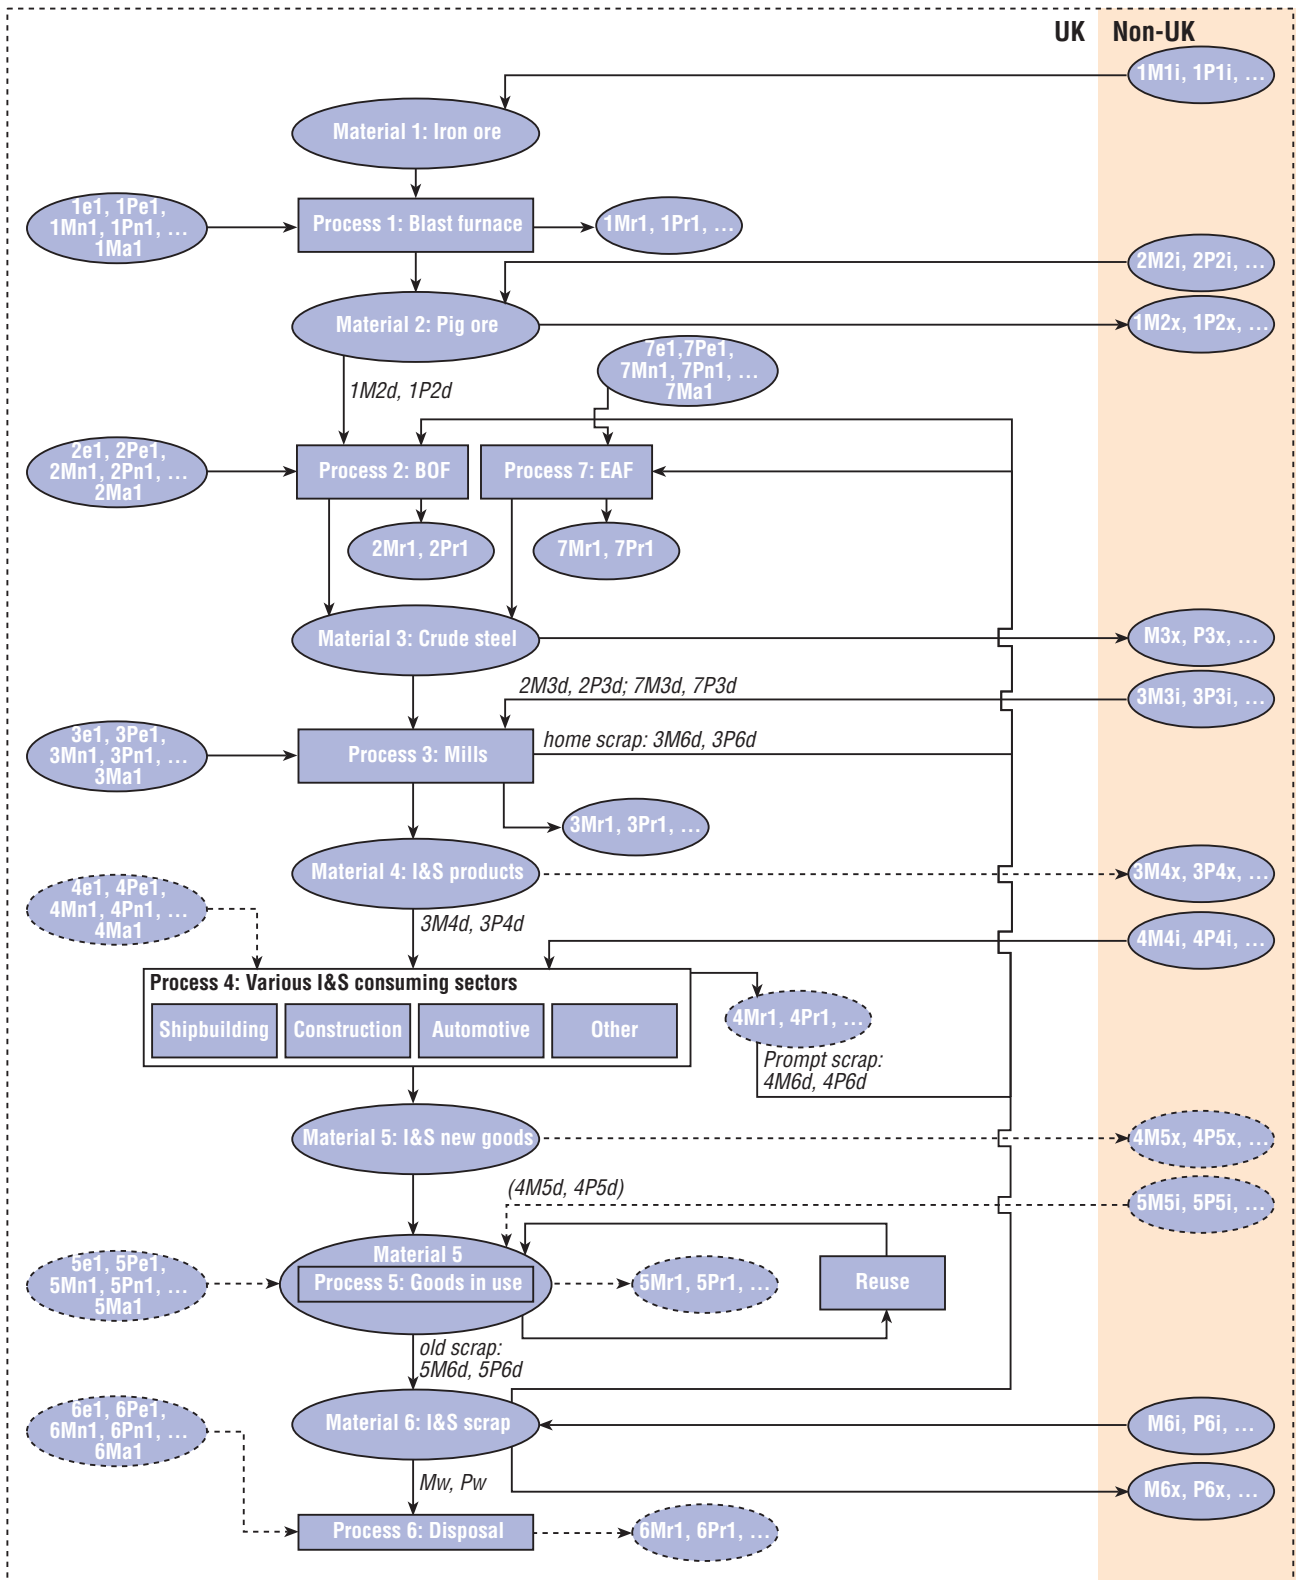 UK
Non-UK
1M1i, 1P1i, …
Material 1: Iron ore
1e1, 1Pe1,
1Mn1, 1Pn1, …
1Ma1
Process 1: Blast furnace
1Mr1, 1Pr1, …
2M2i, 2P2i, …
Material 2: Pig ore
1M2x, 1P2x, …
7e1,7Pe1,
7Mn1, 7Pn1, …
7Ma1
1M2d, 1P2d
2e1, 2Pe1,
2Mn1, 2Pn1, …
2Ma1
Process 2: BOF
Process 7: EAF
2Mr1, 2Pr1
7Mr1, 7Pr1
Material 3: Crude steel
M3x, P3x, …
2M3d, 2P3d; 7M3d, 7P3d
3M3i, 3P3i, …
3e1, 3Pe1,
3Mn1, 3Pn1, …
3Ma1
Process 3: Mills
home scrap: 3M6d, 3P6d
3Mr1, 3Pr1, …
Material 4: I&S products
3M4x, 3P4x, …
4e1, 4Pe1,
4Mn1, 4Pn1, …
4Ma1
3M4d, 3P4d
4M4i, 4P4i, …
Process 4: Various I&S consuming sectors
Shipbuilding
Construction
Automotive
Other
4Mr1, 4Pr1, …
Prompt scrap:
4M6d, 4P6d
Material 5: I&S new goods
4M5x, 4P5x, …
(4M5d, 4P5d)
5M5i, 5P5i, …
5e1, 5Pe1,
5Mn1, 5Pn1, …
5Ma1
Material 5
Process 5: Goods in use
5Mr1, 5Pr1, …
Reuse
old scrap:
5M6d, 5P6d
6e1, 6Pe1,
6Mn1, 6Pn1, …
6Ma1
Material 6: I&S scrap
M6i, P6i, …
Mw, Pw
M6x, P6x, …
Process 6: Disposal
6Mr1, 6Pr1, …